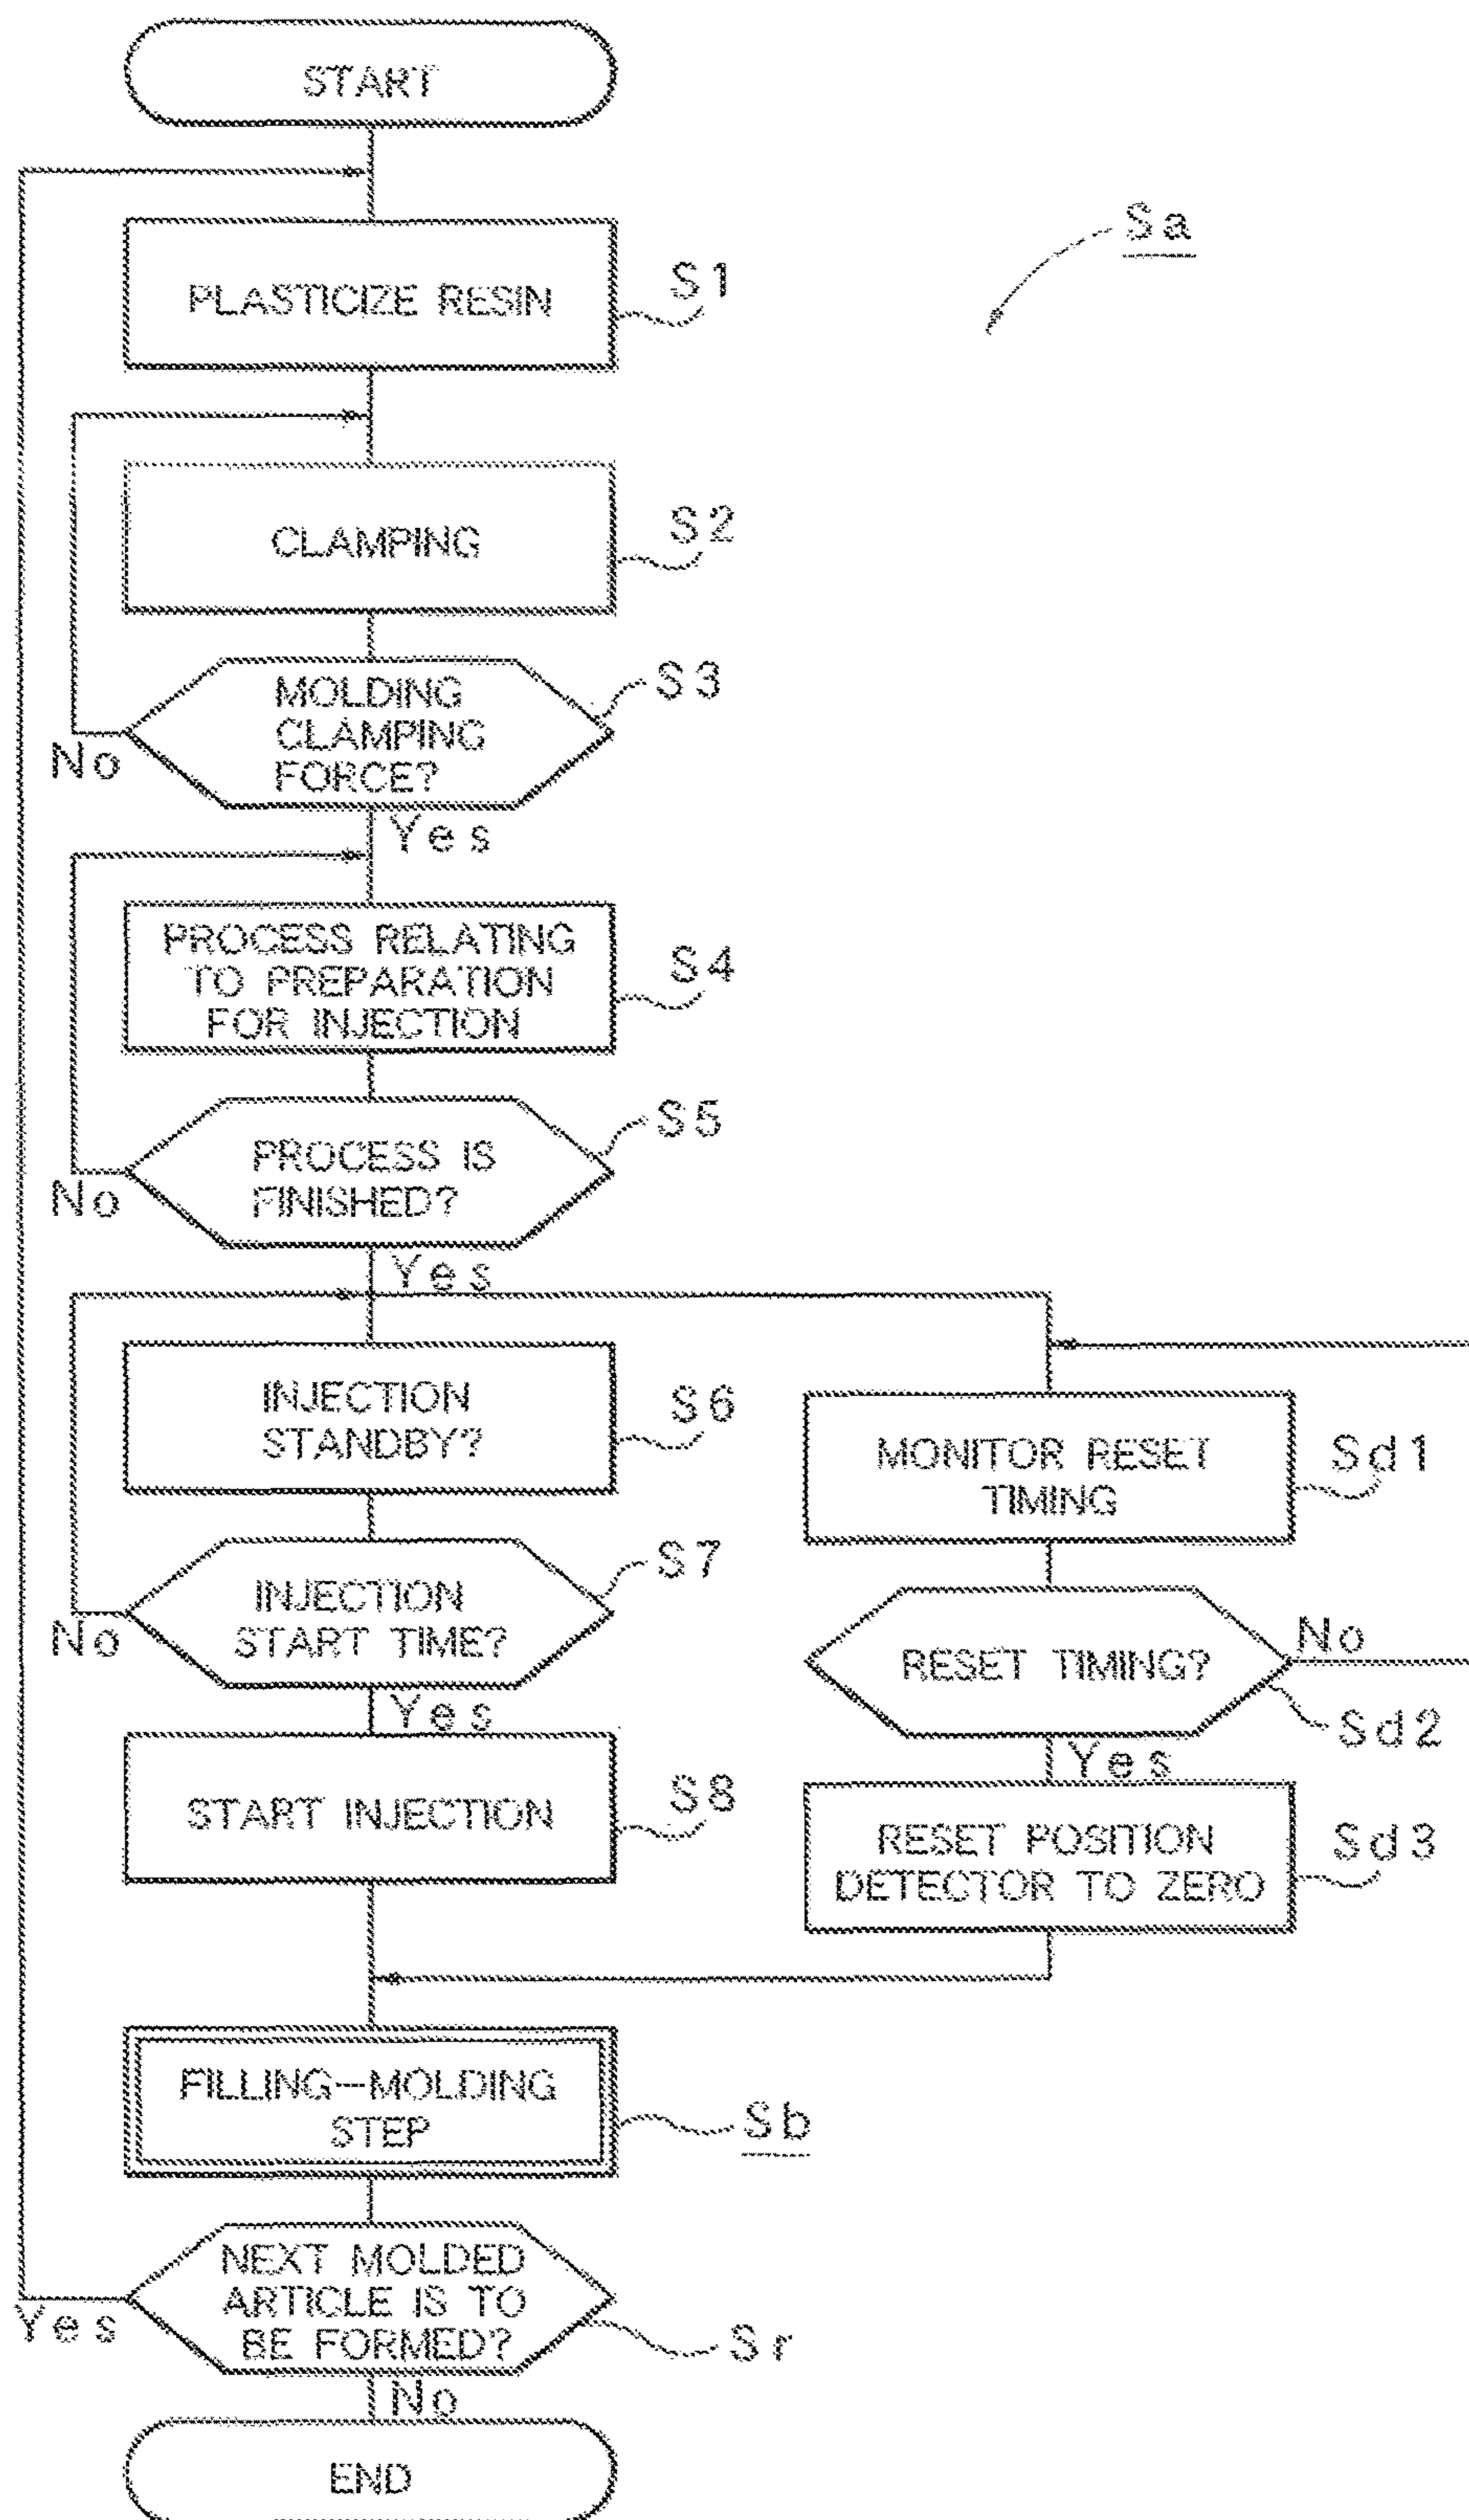 START
Sa
PLASTICIZE RESIN
S1
CLAMPING
S2
MOLDING
CLAMPING
FORCE?
S3
No
Yes
PROCESS RELATING
TO PREPARATION
FOR INJECTION
S4
PROCESS IS
FINISHED?
S5
No
Yes
INJECTION
STANDBY?
S6
INJECTION
START TIME?
S7
No
Yes
START INJECTION
S8
MONITOR RESET
TIMING
Sd1
RESET TIMING?
No
Sd2
Yes
RESET POSITION
DETECTOR TO ZERO
Sd3
FILLING-MOLDING
STEP
Sb
NEXT MOLDED
ARTICLE IS TO
BE FORMED?
Sr
Yes
No
END